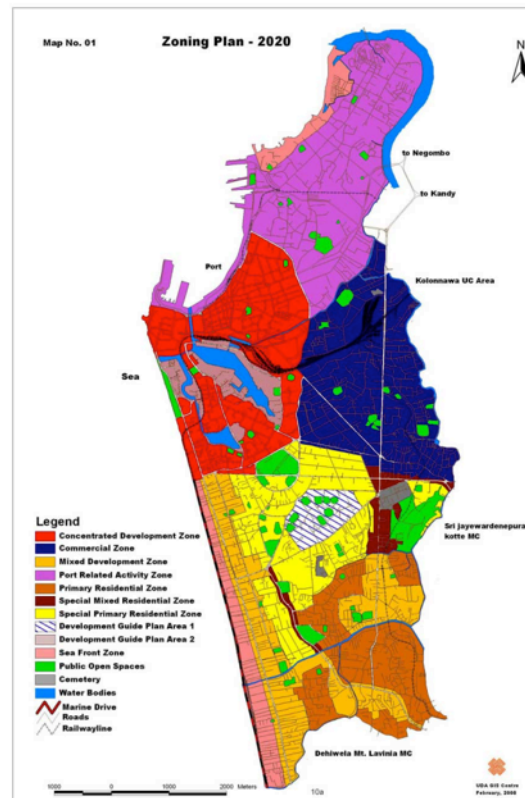 Map No. 01
Zoning Plan - 2020
N
to Negombo
to Kandy
Port
Kolonnawa UC Area
Sea
Sri jayewardenepura
kotte MC
Legend
Concentrated Development Zone
Commercial Zone
Mixed Development Zone
Port Related Activity Zone
Primary Residential Zone
Special Mixed Residential Zone
Special Primary Residential Zone
Development Guide Plan Area 1
Development Guide Plan Area 2
Sea Front Zone
Public Open Spaces
Cemetery
Water Bodies
Marine Drive
Roads
Railwayline
Dehiwela Mt. Lavinia MC
1000 0 1000 2000 Meters
10a
UDA GIS Centre
February, 2008